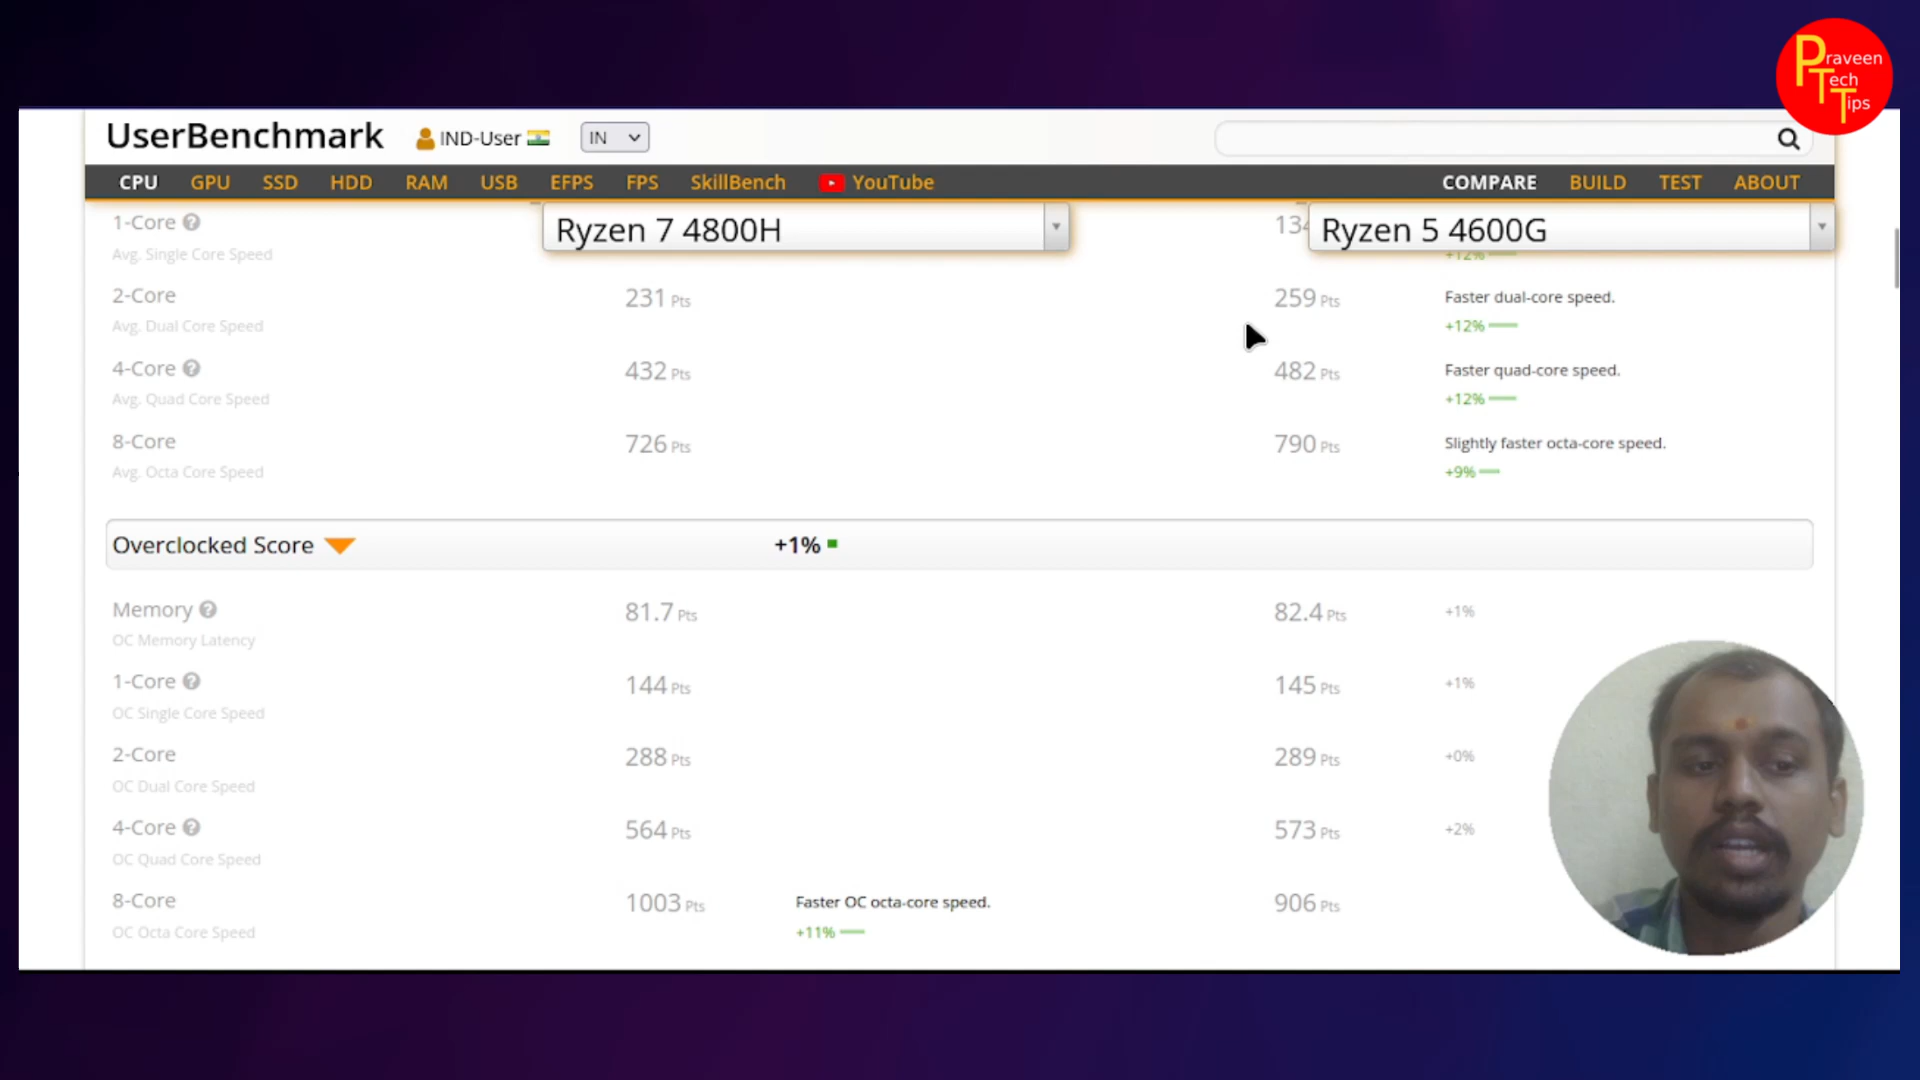 Praveen
Tech
Tips
UserBenchmark IND-User IN
CPU GPU SSD HDD RAM USB EFPS FPS SkillBench YouTube COMPARE BUILD TEST ABOUT
Ryzen 7 4800H Ryzen 5 4600G
1-Core
Avg. Single Core Speed +12%
2-Core 231 Pts 259 Pts Faster dual-core speed.
Avg. Dual Core Speed +12%
4-Core 432 Pts 482 Pts Faster quad-core speed.
Avg. Quad Core Speed +12%
8-Core 726 Pts 790 Pts Slightly faster octa-core speed.
Avg. Octa Core Speed +9%
Overclocked Score +1%
Memory 81.7 Pts 82.4 Pts +1%
OC Memory Latency
1-Core 144 Pts 145 Pts +1%
OC Single Core Speed
2-Core 288 Pts 289 Pts +0%
OC Dual Core Speed
4-Core 564 Pts 573 Pts +2%
OC Quad Core Speed
8-Core 1003 Pts Faster OC octa-core speed. 906 Pts
OC Octa Core Speed +11%